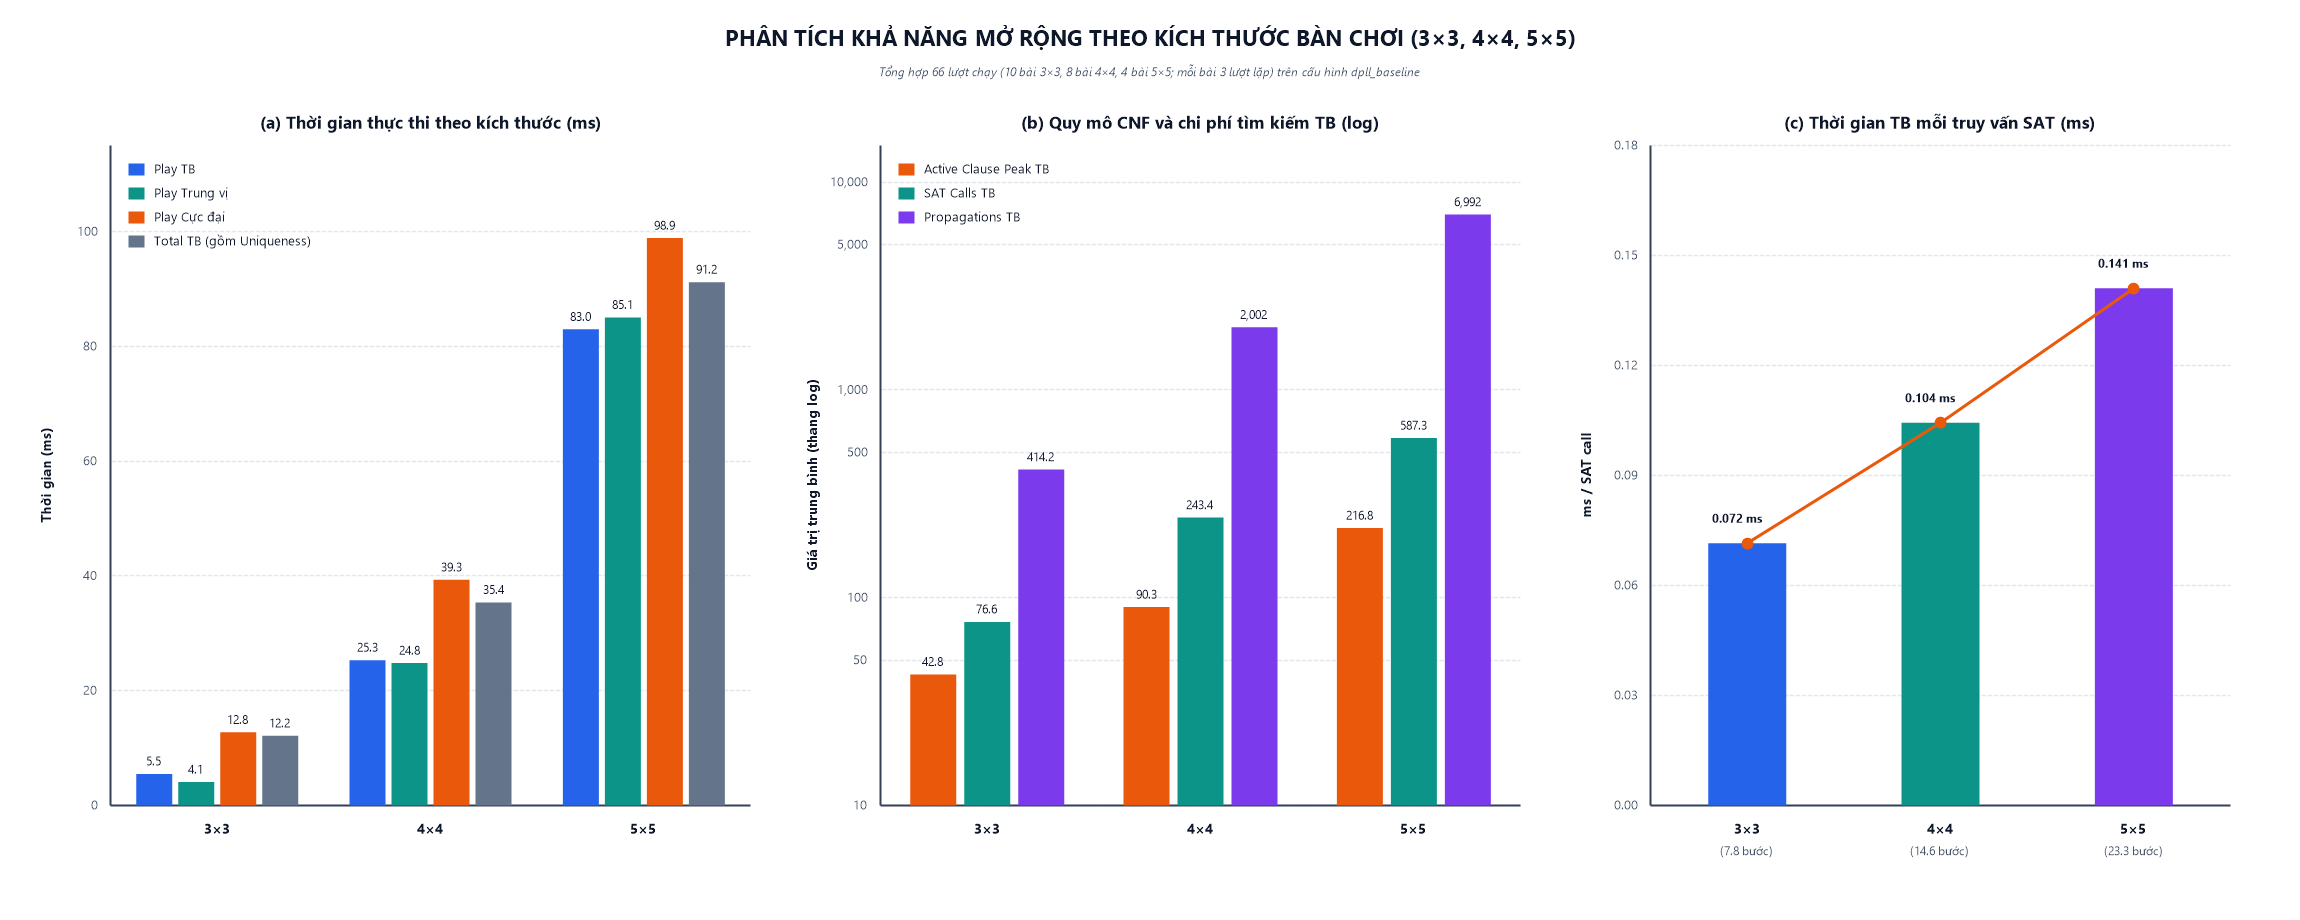 PHÂN TÍCH KHẢ NĂNG MỞ RỘNG THEO KÍCH THƯỚC BÀN CHƠI (3×3, 4×4, 5×5)
Tổng hợp 66 lượt chạy (10 bài 3×3, 8 bài 4×4, 4 bài 5×5; mỗi bài 3 lượt lặp) trên cấu hình dpll_baseline
(a) Thời gian thực thi theo kích thước (ms)
Play TB
Play Trung vị
Play Cực đại
Total TB (gồm Uniqueness)
Thời gian (ms)
100
80
60
40
20
0
5.5
4.1
12.8
12.2
25.3
24.8
39.3
35.4
83.0
85.1
98.9
91.2
3×3
4×4
5×5
(b) Quy mô CNF và chi phí tìm kiếm TB (log)
Active Clause Peak TB
SAT Calls TB
Propagations TB
Giá trị trung bình (thang log)
10,000
5,000
1,000
500
100
50
10
42.8
76.6
414.2
90.3
243.4
2,002
216.8
587.3
6,992
3×3
4×4
5×5
(c) Thời gian TB mỗi truy vấn SAT (ms)
ms / SAT call
0.18
0.15
0.12
0.09
0.06
0.03
0.00
0.072 ms
0.104 ms
0.141 ms
3×3
4×4
5×5
(7.8 bước)
(14.6 bước)
(23.3 bước)